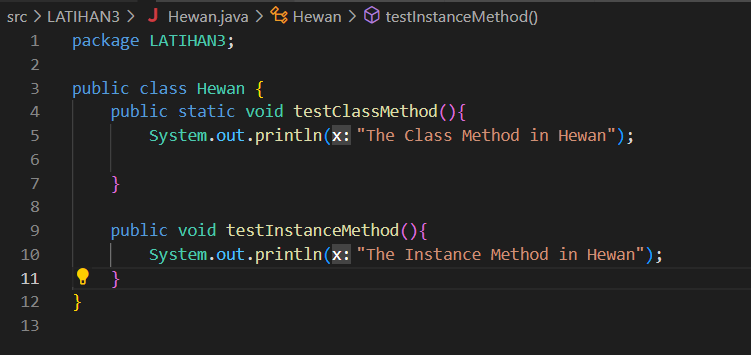 src > LATIHAN3 > J Hewan.java > Hewan > testInstanceMethod()
1 package LATIHAN3;
2
3 public class Hewan {
4 public static void testClassMethod(){
5 System.out.println(x: "The Class Method in Hewan");
6
7 }
8
9 public void testInstanceMethod(){
10 System.out.println(x: "The Instance Method in Hewan");
11 }
12 }
13